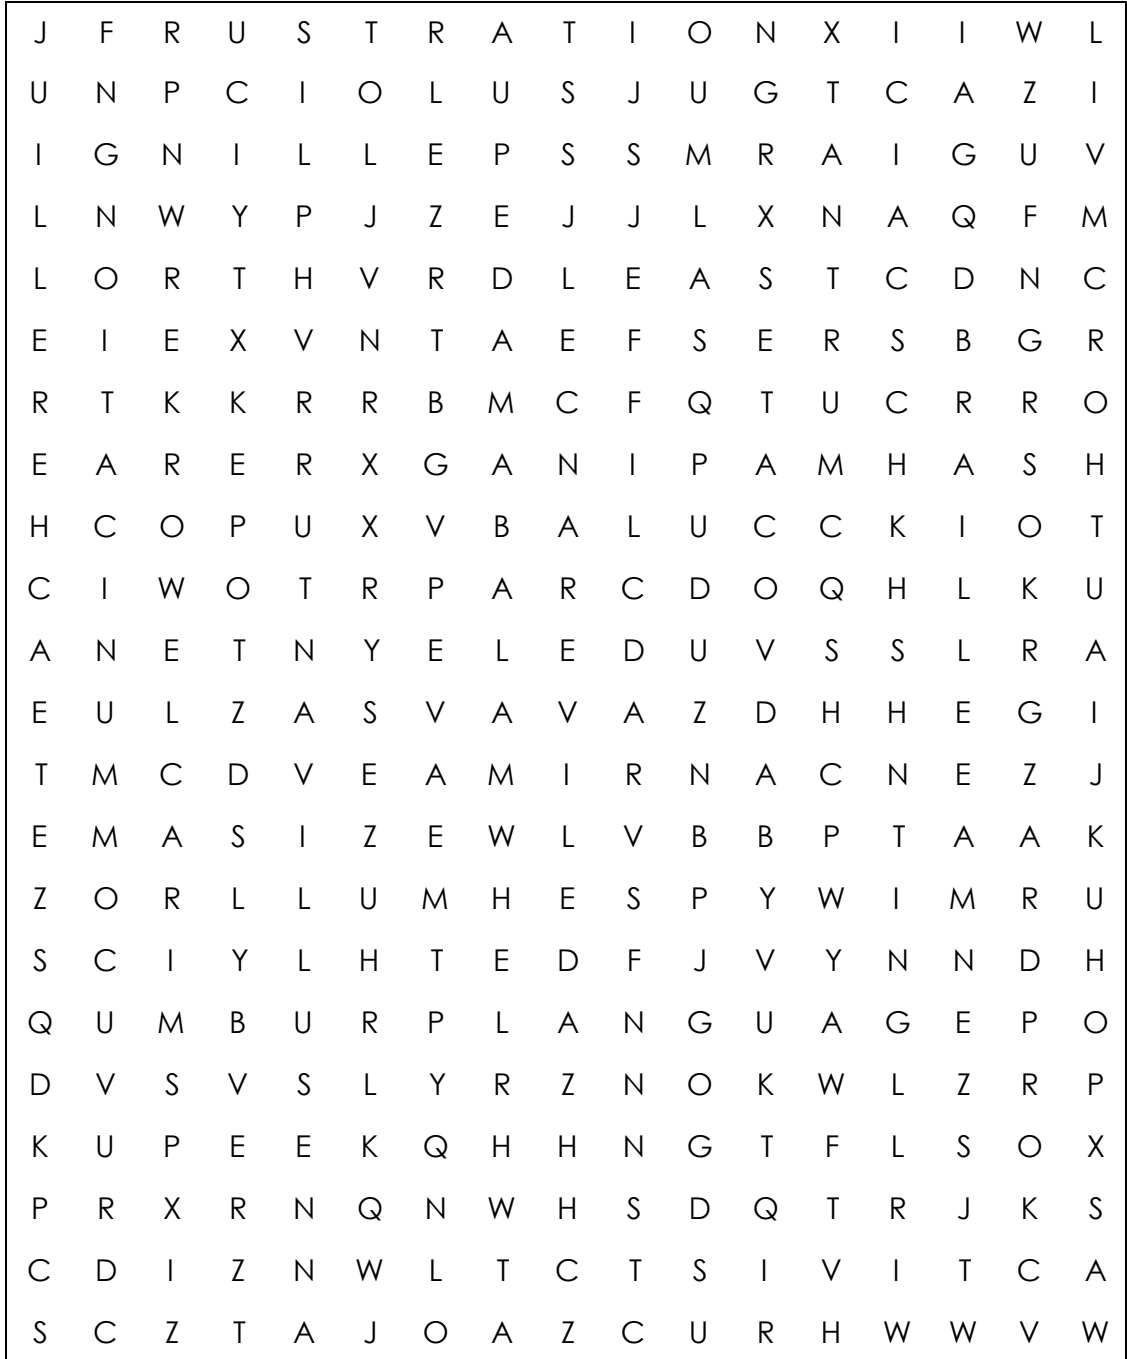 J F R U S T R A T I O N X I I W L
U N P C I O L U S J U G T C A Z I
I G N I L L E P S S M R A I G U V
L N W Y P J Z E J J L X N A Q F M
L O R T H V R D L E A S T C D N C
E I E X V N T A E F S E R S B G R
R T K K R R B M C F Q T U C R R O
E A R E R X G A N I P A M H A S H
H C O P U X V B A L U C C K I O T
C I W O T R P A R C D O Q H L K U
A N E T N Y E L E D U V S S L R A
E U L Z A S V A V A Z D H H E G I
T M C D V E A M I R N A C N E Z J
E M A S I Z E W L V B B P T A A K
Z O R L L U M H E S P Y W I M R U
S C I Y L H T E D F J V Y N N D H
Q U M B U R P L A N G U A G E P O
D V S V S L Y R Z N O K W L Z R P
K U P E E K Q H H N G T F L S O X
P R X R N Q N W H S D Q T R J K S
C D I Z N W L T C T S I V I T C A
S C Z T A J O A Z C U R H W W V W